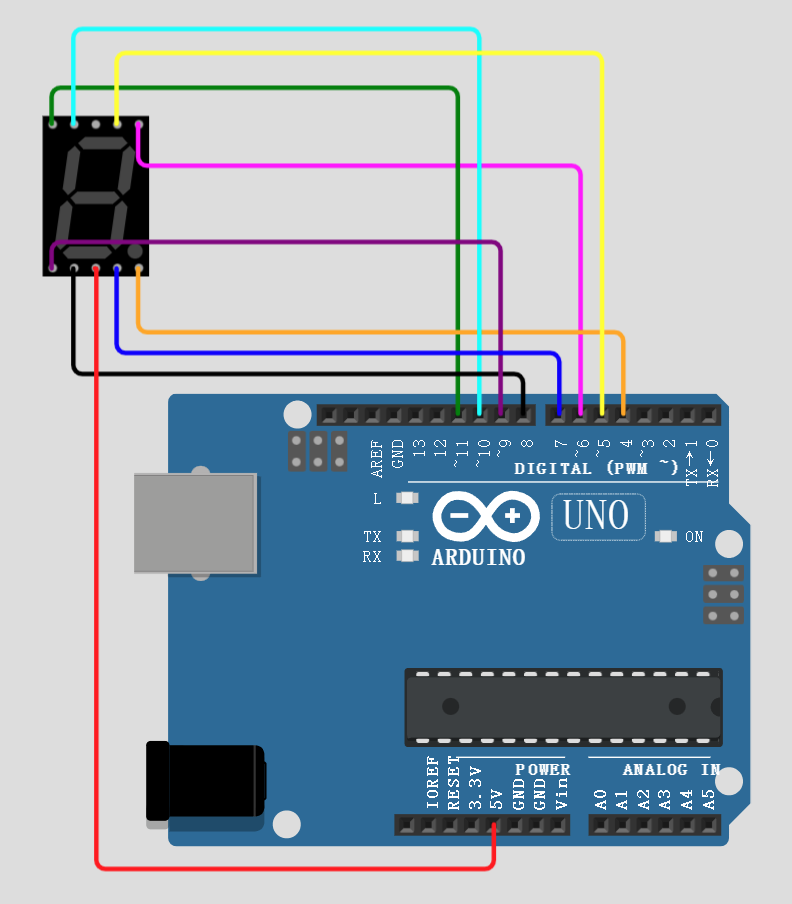 AREF
GND
13
12
~11
~10
~9
8
7
~6
~5
4
~3
2
TX→1
RX←0
DIGITAL (PWM ~)
L
TX
RX
UNO
ON
ARDUINO
IOREF
RESET
3.3V
5V
GND
GND
Vin
POWER
ANALOG IN
A0
A1
A2
A3
A4
A5